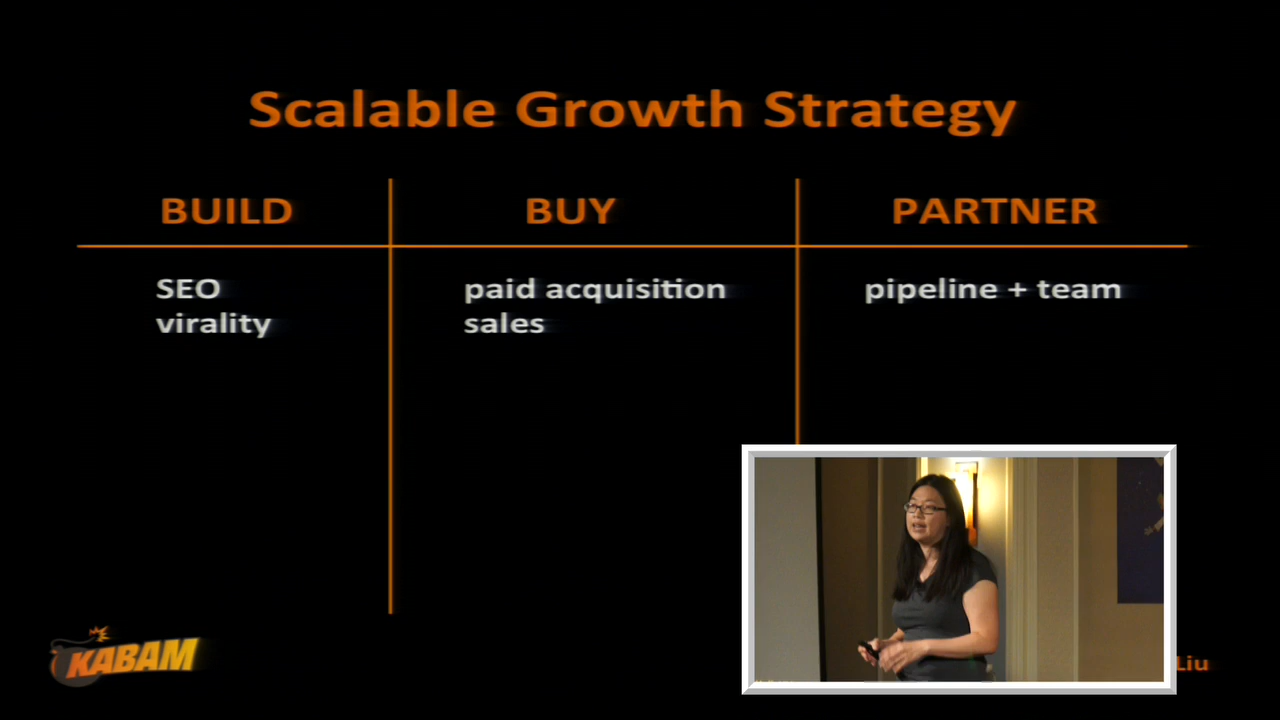 Scalable Growth Strategy
BUILD BUY PARTNER
SEO paid acquisition pipeline + team
virality sales
KABAM
Liu